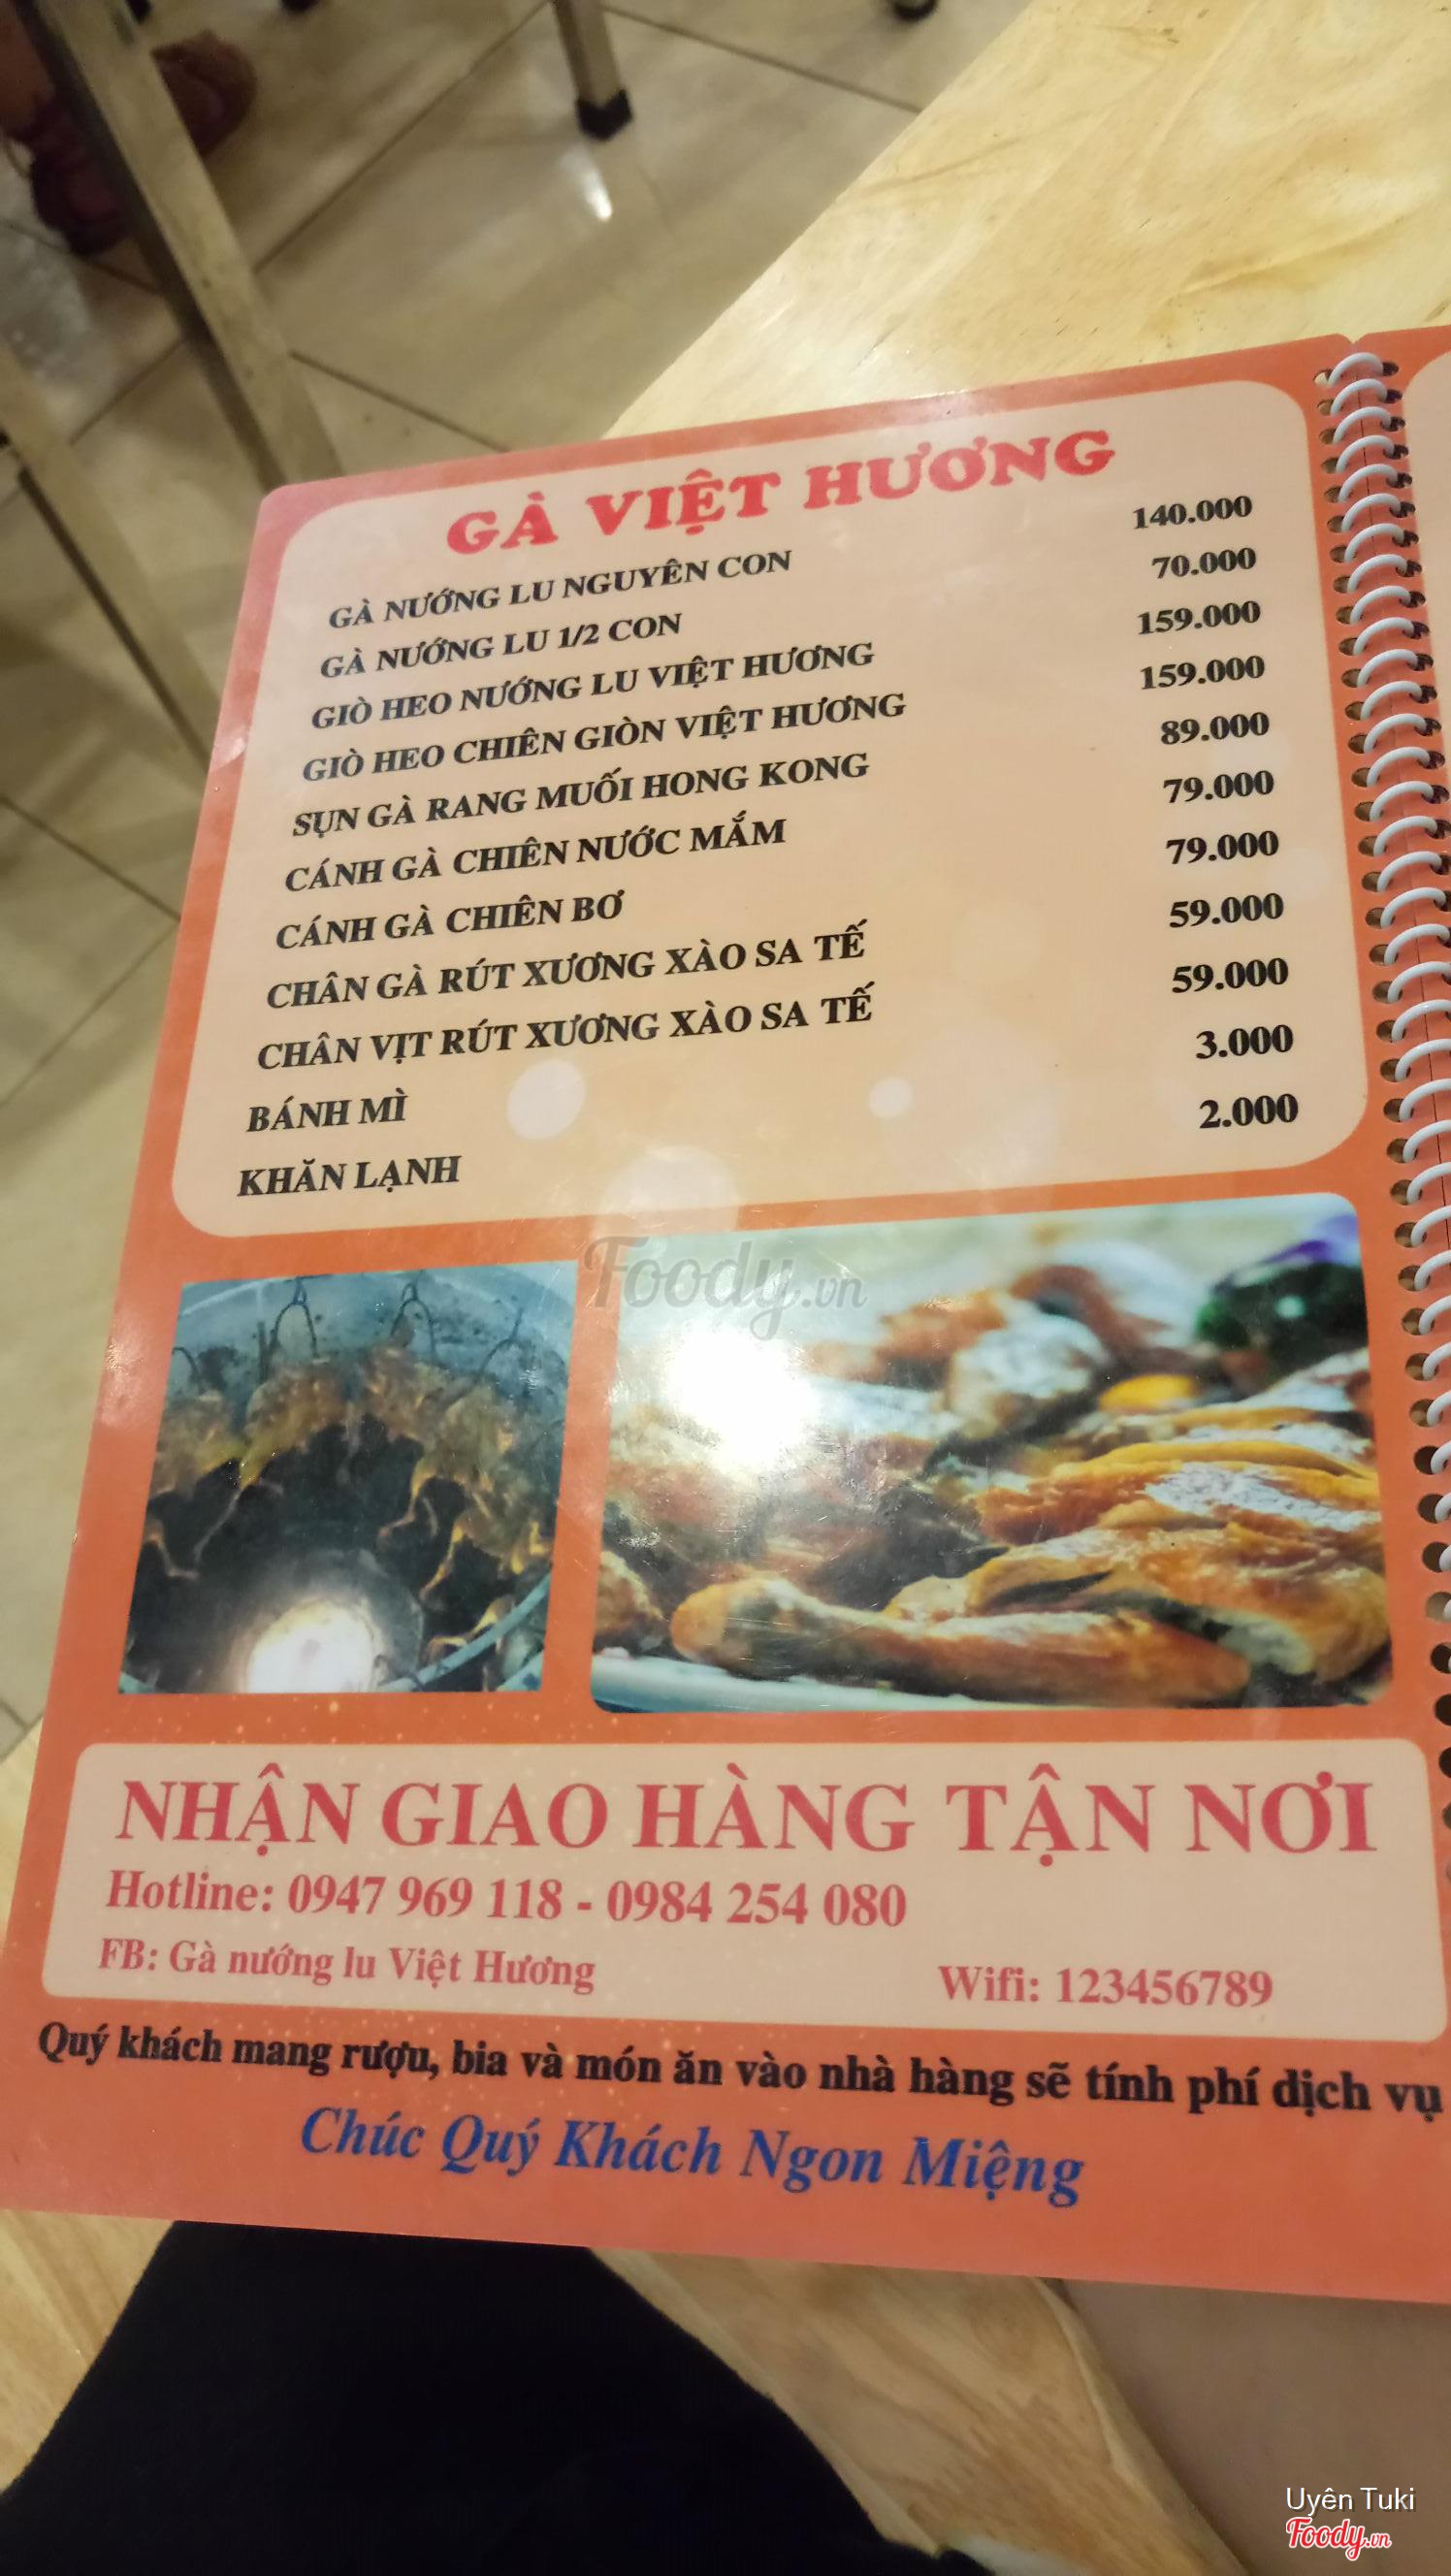 GÀ VIỆT HƯƠNG
GÀ NƯỚNG LU NGUYÊN CON 140.000
GÀ NƯỚNG LU 1/2 CON 70.000
GIÒ HEO NƯỚNG LU VIỆT HƯƠNG 159.000
GIÒ HEO CHIÊN GIÒN VIỆT HƯƠNG 159.000
SỤN GÀ RANG MUỐI HONG KONG 89.000
CÁNH GÀ CHIÊN NƯỚC MẮM 79.000
CÁNH GÀ CHIÊN BƠ 79.000
CHÂN GÀ RÚT XƯƠNG XÀO SA TẾ 59.000
CHÂN VỊT RÚT XƯƠNG XÀO SA TẾ 59.000
BÁNH MÌ 3.000
KHĂN LẠNH 2.000
Foody.vn
NHẬN GIAO HÀNG TẬN NƠI
Hotline: 0947 969 118 - 0984 254 080
FB: Gà nướng lu Việt Hương Wifi: 123456789
Quý khách mang rượu, bia và món ăn vào nhà hàng sẽ tính phí dịch vụ
Chúc Quý Khách Ngon Miệng
Uyên Tuki
Foody.vn